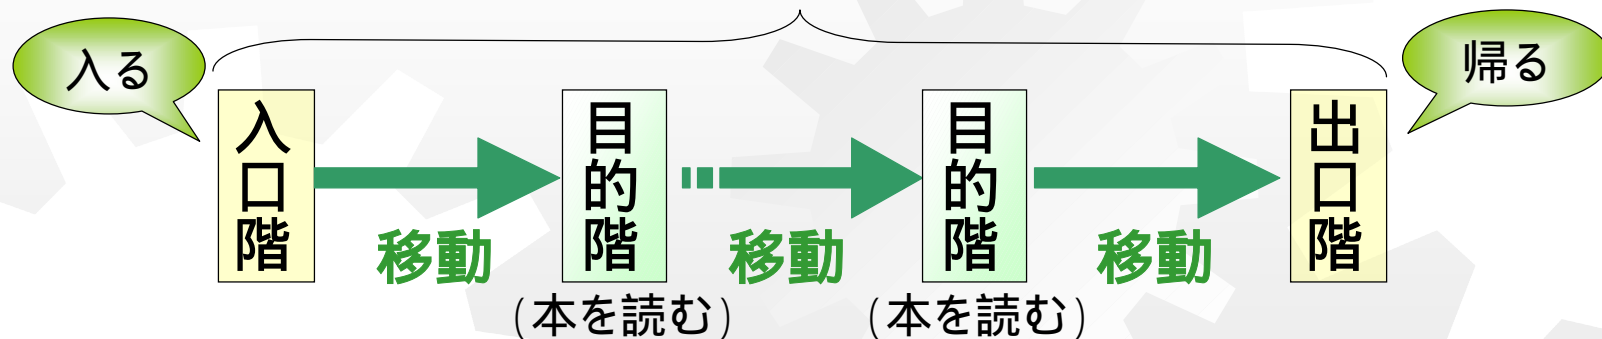 入る
帰る
入口階
目的階
目的階
出口階
移動
移動
移動
(本を読む)
(本を読む)